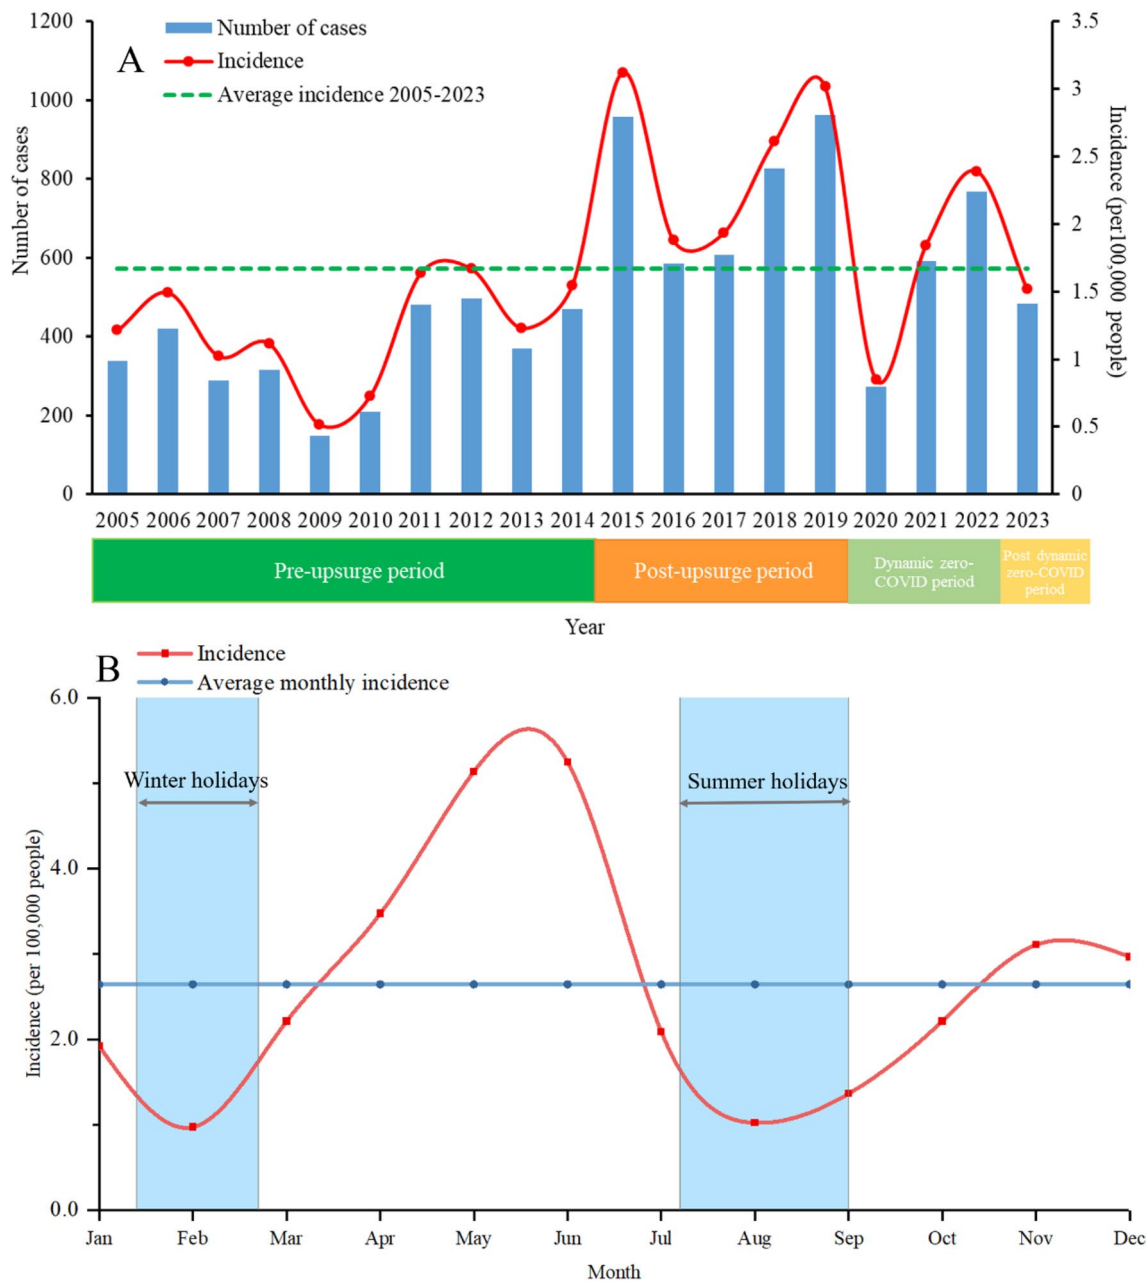 A
Number of cases
Incidence
Average incidence 2005-2023
1200
1000
800
600
400
200
0
Number of cases
3.5
3
2.5
2
1.5
1
0.5
0
Incidence (per100,000 people)
2005 2006 2007 2008 2009 2010 2011 2012 2013 2014 2015 2016 2017 2018 2019 2020 2021 2022 2023
Pre-upsurge period
Post-upsurge period
Dynamic zero-
COVID period
Post dynamic
zero-COVID
period
Year
B
Incidence
Average monthly incidence
6.0
4.0
2.0
0.0
Incidence (per 100,000 people)
Winter holidays
Summer holidays
Jan Feb Mar Apr May Jun Jul Aug Sep Oct Nov Dec
Month